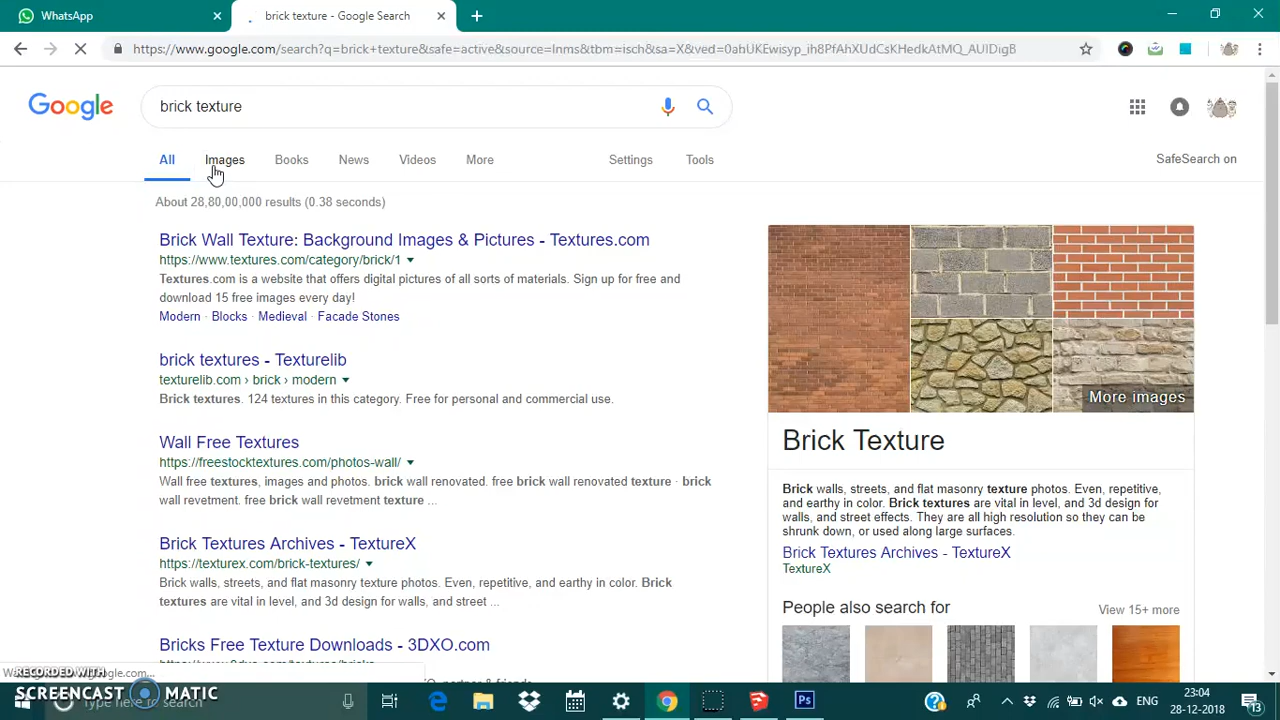 WhatsApp
brick texture - Google Search
https://www.google.com/search?q=brick+texture&safe=active&source=lnms&tbm=isch&sa=X&ved=0ahUKEwisyp_ih8PfAhXUdCsKHedkAtMQ_AUIDigB
Google
brick texture
All Images Books News Videos More Settings Tools
SafeSearch on
About 28,80,00,000 results (0.38 seconds)
Brick Wall Texture: Background Images & Pictures - Textures.com
https://www.textures.com/category/brick/1
Textures.com is a website that offers digital pictures of all sorts of materials. Sign up for free and
download 15 free images every day!
Modern · Blocks · Medieval · Facade Stones
brick textures - Texturelib
texturelib.com › brick › modern
Brick textures. 124 textures in this category. Free for personal and commercial use.
Wall Free Textures
https://freestocktextures.com/photos-wall/
Wall free textures, images and photos. brick wall renovated. free brick wall renovated texture · brick
wall revetment. free brick wall revetment texture ...
Brick Textures Archives - TextureX
https://texturex.com/brick-textures/
Brick walls, streets, and flat masonry texture photos. Even, repetitive, and earthy in color. Brick
textures are vital in level, and 3d design for walls, and street ...
Bricks Free Texture Downloads - 3DXO.com
More images
Brick Texture
Brick walls, streets, and flat masonry texture photos. Even, repetitive,
and earthy in color. Brick textures are vital in level, and 3d design for
walls, and street effects. They are all high resolution so they can be
shrunk down, or used along large surfaces.
Brick Textures Archives - TextureX
TextureX
People also search for
View 15+ more
RECORDED WITH
SCREENCAST MATIC
Type here to search
Ps
ENG
23:04
28-12-2018
13